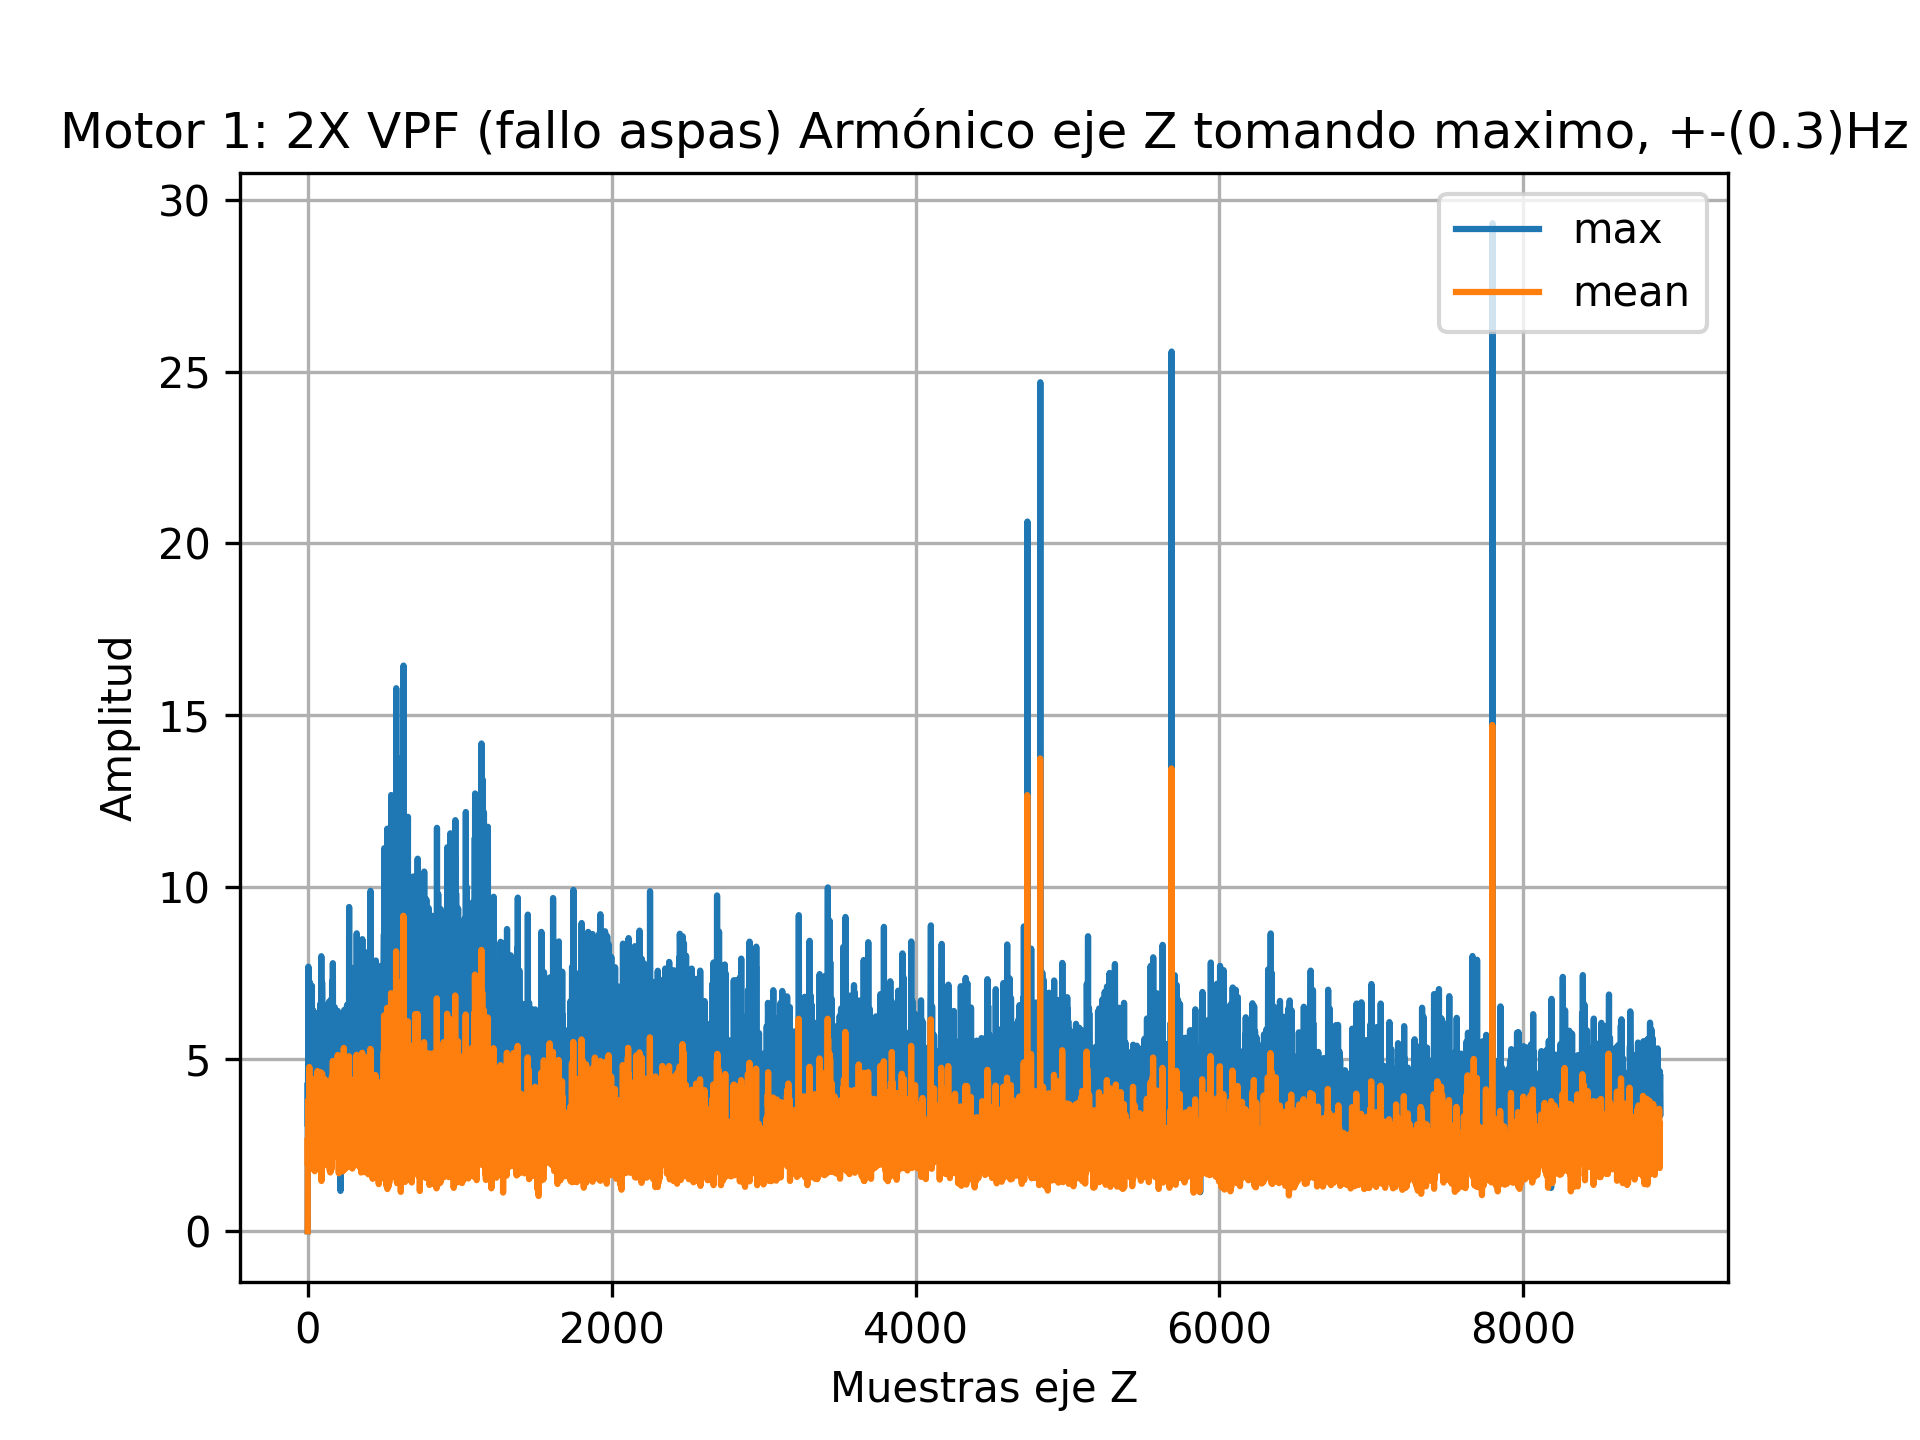 Motor 1: 2X VPF (fallo aspas) Armónico eje Z tomando maximo, +-(0.3)Hz
max
mean
30
25
20
15
10
5
0
Amplitud
0 2000 4000 6000 8000
Muestras eje Z